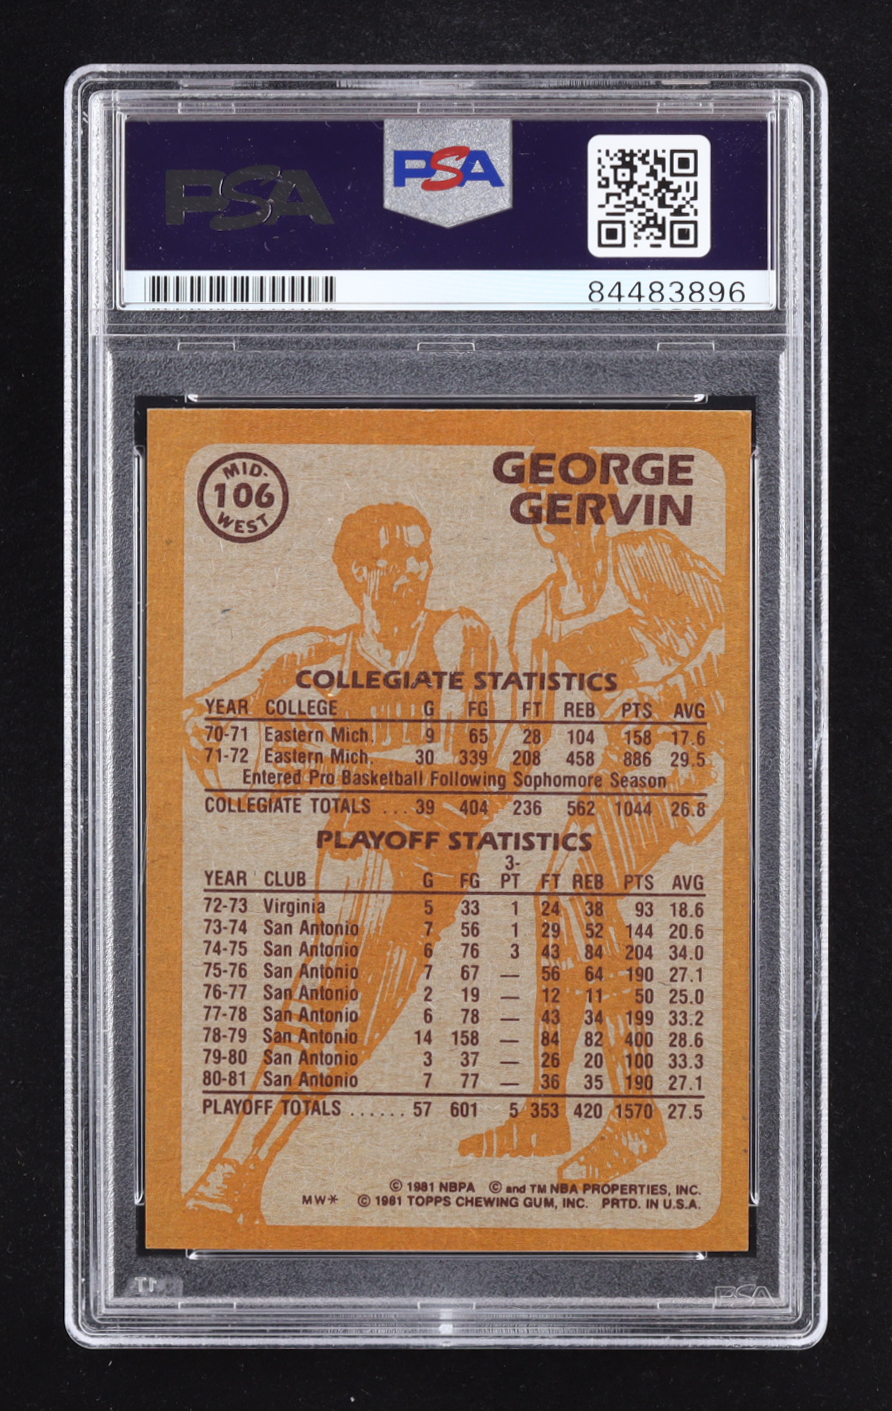 PSA
PSA
84483896
MID-
106
WEST
GEORGE
GERVIN
COLLEGIATE STATISTICS
YEAR COLLEGE G FG FT REB PTS AVG
70-71 Eastern Mich. 9 65 28 104 158 17.6
71-72 Eastern Mich. 30 339 208 458 886 29.5
Entered Pro Basketball Following Sophomore Season
COLLEGIATE TOTALS ... 39 404 236 562 1044 26.8
PLAYOFF STATISTICS
YEAR CLUB G FG 3-PT FT REB PTS AVG
72-73 Virginia 5 33 1 24 38 93 18.6
73-74 San Antonio 7 56 1 29 52 144 20.6
74-75 San Antonio 6 76 3 43 84 204 34.0
75-76 San Antonio 7 67 — 56 64 190 27.1
76-77 San Antonio 2 19 — 12 11 50 25.0
77-78 San Antonio 6 78 — 43 34 199 33.2
78-79 San Antonio 14 158 — 84 82 400 28.6
79-80 San Antonio 3 37 — 26 20 100 33.3
80-81 San Antonio 7 77 — 36 35 190 27.1
PLAYOFF TOTALS ...... 57 601 5 353 420 1570 27.5
© 1981 NBPA © and TM NBA PROPERTIES, INC.
MW* © 1981 TOPPS CHEWING GUM, INC. PRTD. IN U.S.A.
PSA